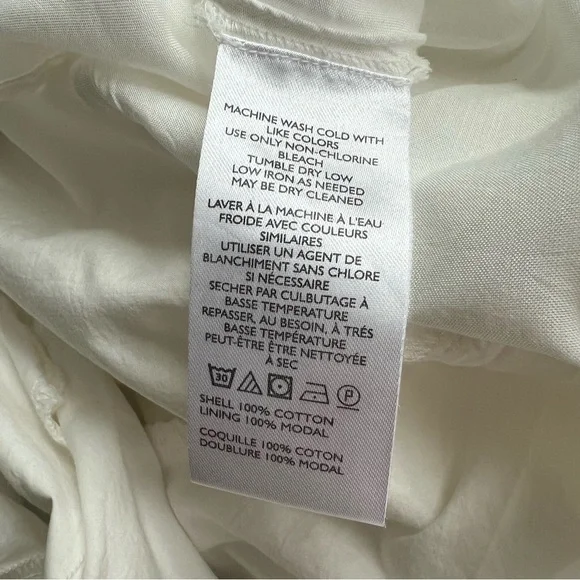 MACHINE WASH COLD WITH
LIKE COLORS
USE ONLY NON-CHLORINE
BLEACH
TUMBLE DRY LOW
LOW IRON AS NEEDED
MAY BE DRY CLEANED
LAVER À LA MACHINE À L'EAU
FROIDE AVEC COULEURS
SIMILAIRES
UTILISER UN AGENT DE
BLANCHIMENT SANS CHLORE
SI NÉCESSAIRE
SECHER PAR CULBUTAGE À
BASSE TEMPERATURE
REPASSER, AU BESOIN, À TRÉS
BASSE TEMPÉRATURE
PEUT-ÊTRE ÊTRE NETTOYÉE
À SEC
30 P
SHELL 100% COTTON
LINING 100% MODAL
COQUILLE 100% COTON
DOUBLURE 100% MODAL